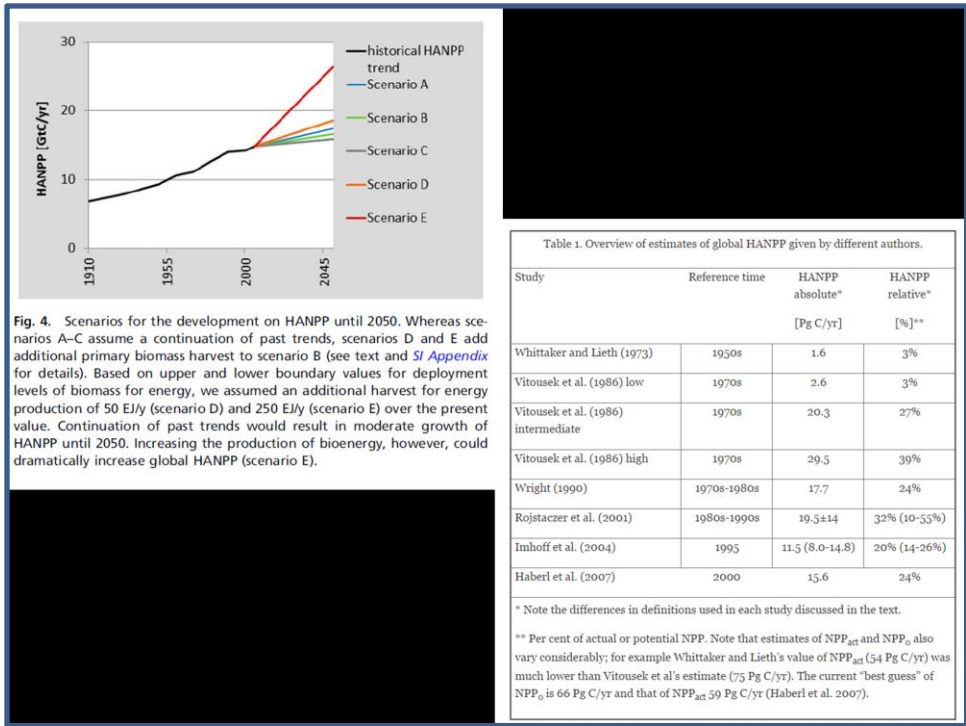 30
20
10
0
HANPP [GtC/yr]
1910
1955
2000
2045
historical HANPP
trend
Scenario A
Scenario B
Scenario C
Scenario D
Scenario E
Fig. 4. Scenarios for the development on HANPP until 2050. Whereas sce-
narios A–C assume a continuation of past trends, scenarios D and E add
additional primary biomass harvest to scenario B (see text and SI Appendix
for details). Based on upper and lower boundary values for deployment
levels of biomass for energy, we assumed an additional harvest for energy
production of 50 EJ/y (scenario D) and 250 EJ/y (scenario E) over the present
value. Continuation of past trends would result in moderate growth of
HANPP until 2050. Increasing the production of bioenergy, however, could
dramatically increase global HANPP (scenario E).
Table 1. Overview of estimates of global HANPP given by different authors.
Study Reference time HANPP HANPP
absolute* relative*
[Pg C/yr] [%]**
Whittaker and Lieth (1973) 1950s 1.6 3%
Vitousek et al. (1986) low 1970s 2.6 3%
Vitousek et al. (1986) 1970s 20.3 27%
intermediate
Vitousek et al. (1986) high 1970s 29.5 39%
Wright (1990) 1970s-1980s 17.7 24%
Rojstaczer et al. (2001) 1980s-1990s 19.5±14 32% (10-55%)
Imhoff et al. (2004) 1995 11.5 (8.0-14.8) 20% (14-26%)
Haberl et al. (2007) 2000 15.6 24%
* Note the differences in definitions used in each study discussed in the text.
** Per cent of actual or potential NPP. Note that estimates of NPPact and NPPo also
vary considerably; for example Whittaker and Lieth's value of NPPact (54 Pg C/yr) was
much lower than Vitousek et al's estimate (75 Pg C/yr). The current "best guess" of
NPPo is 66 Pg C/yr and that of NPPact 59 Pg C/yr (Haberl et al. 2007).